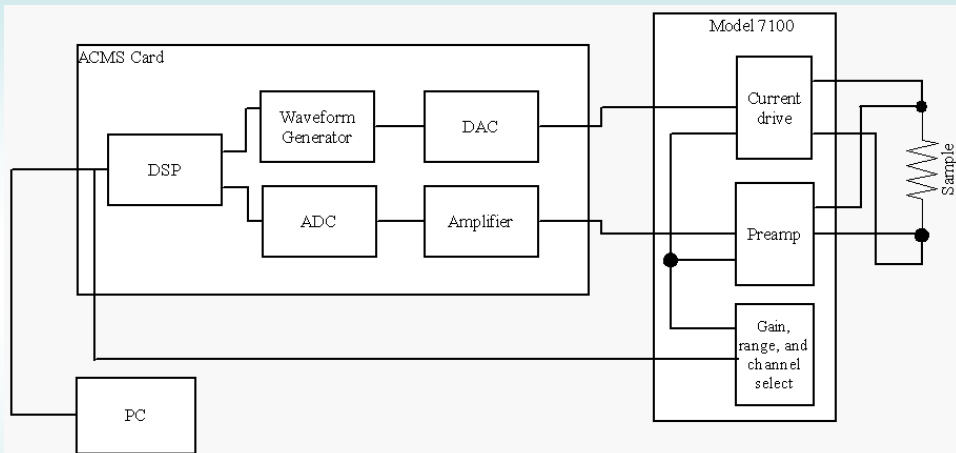 Model 7100
ACMS Card
Waveform
Generator
DAC
Current
drive
DSP
Sample
ADC
Amplifier
Preamp
Gain,
range, and
channel
select
PC